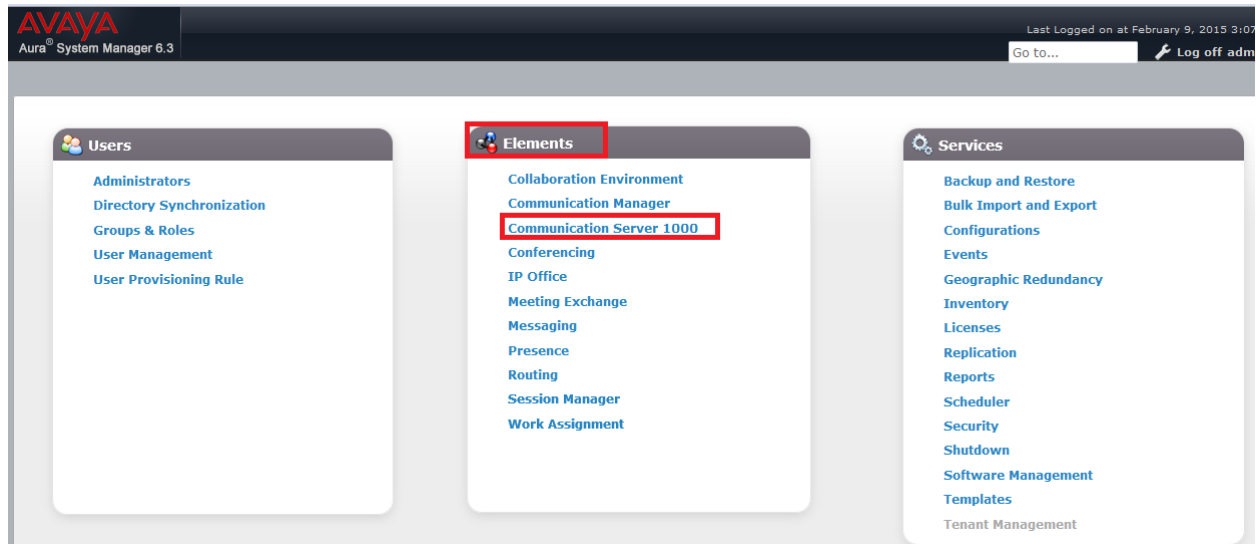 AVAYA
Aura® System Manager 6.3
Last Logged on at February 9, 2015 3:07
Go to...
Log off adm
Users
Administrators
Directory Synchronization
Groups & Roles
User Management
User Provisioning Rule
Elements
Collaboration Environment
Communication Manager
Communication Server 1000
Conferencing
IP Office
Meeting Exchange
Messaging
Presence
Routing
Session Manager
Work Assignment
Services
Backup and Restore
Bulk Import and Export
Configurations
Events
Geographic Redundancy
Inventory
Licenses
Replication
Reports
Scheduler
Security
Shutdown
Software Management
Templates
Tenant Management